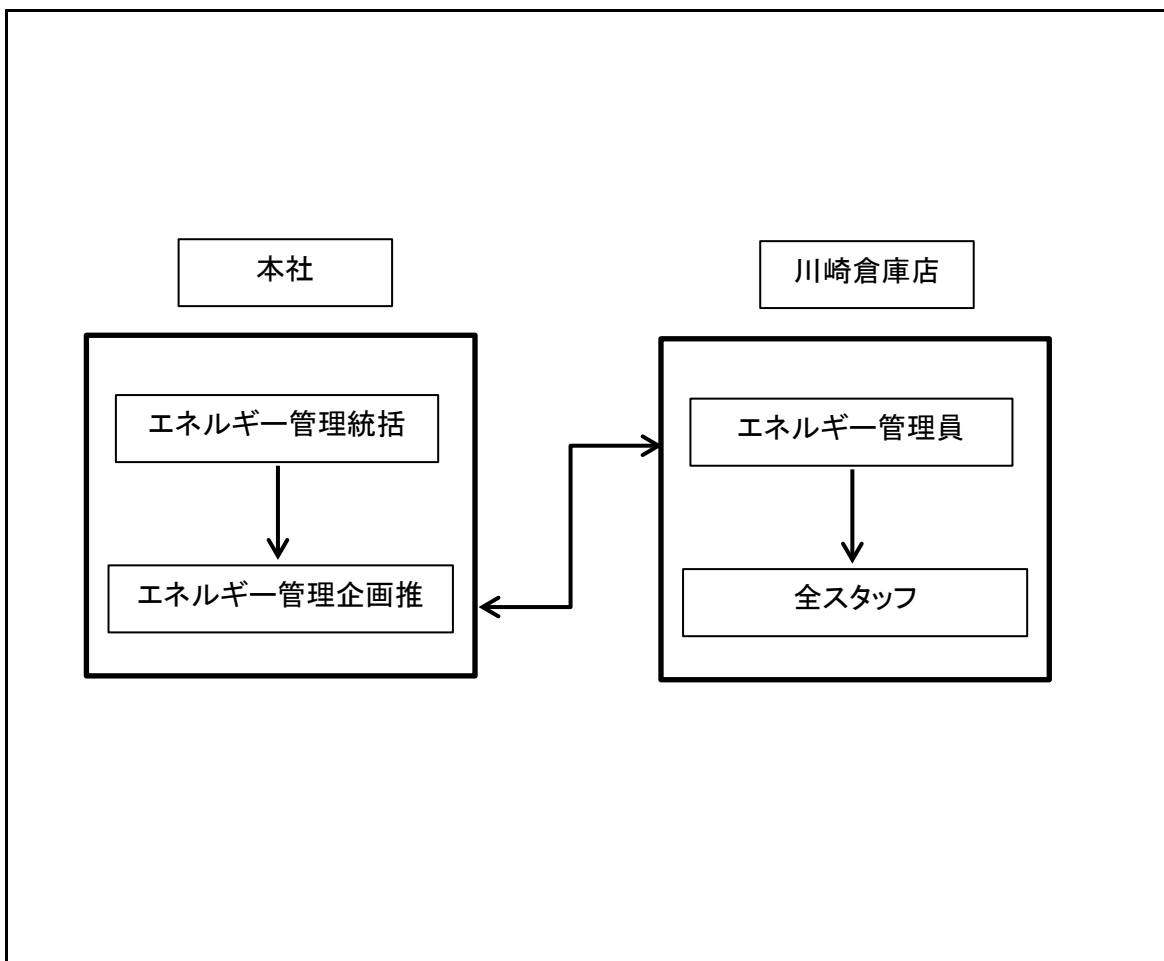 本社
川崎倉庫店
エネルギー管理統括
エネルギー管理員
エネルギー管理企画推
全スタッフ